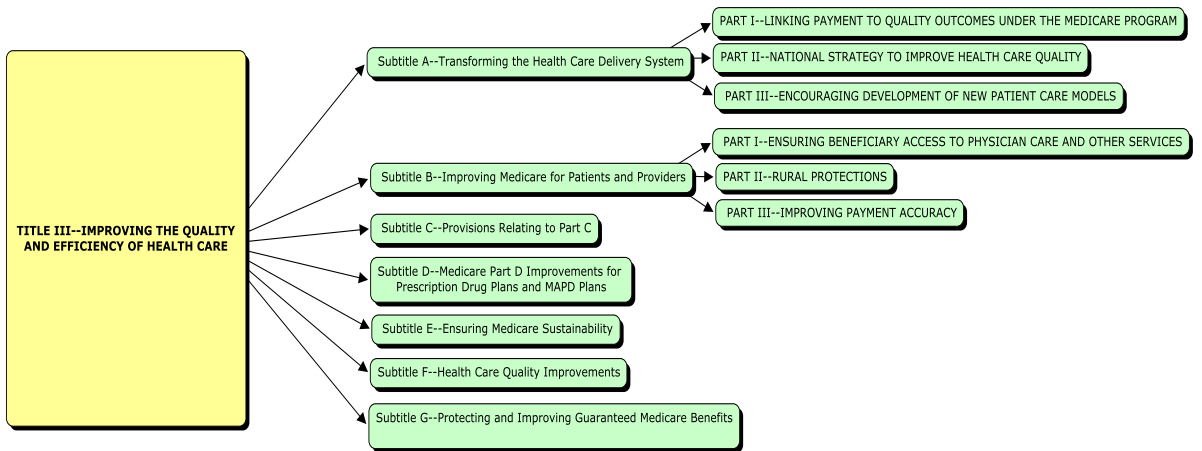 TITLE III--IMPROVING THE QUALITY
AND EFFICIENCY OF HEALTH CARE
Subtitle A--Transforming the Health Care Delivery System
PART I--LINKING PAYMENT TO QUALITY OUTCOMES UNDER THE MEDICARE PROGRAM
PART II--NATIONAL STRATEGY TO IMPROVE HEALTH CARE QUALITY
PART III--ENCOURAGING DEVELOPMENT OF NEW PATIENT CARE MODELS
Subtitle B--Improving Medicare for Patients and Providers
PART I--ENSURING BENEFICIARY ACCESS TO PHYSICIAN CARE AND OTHER SERVICES
PART II--RURAL PROTECTIONS
PART III--IMPROVING PAYMENT ACCURACY
Subtitle C--Provisions Relating to Part C
Subtitle D--Medicare Part D Improvements for
Prescription Drug Plans and MAPD Plans
Subtitle E--Ensuring Medicare Sustainability
Subtitle F--Health Care Quality Improvements
Subtitle G--Protecting and Improving Guaranteed Medicare Benefits